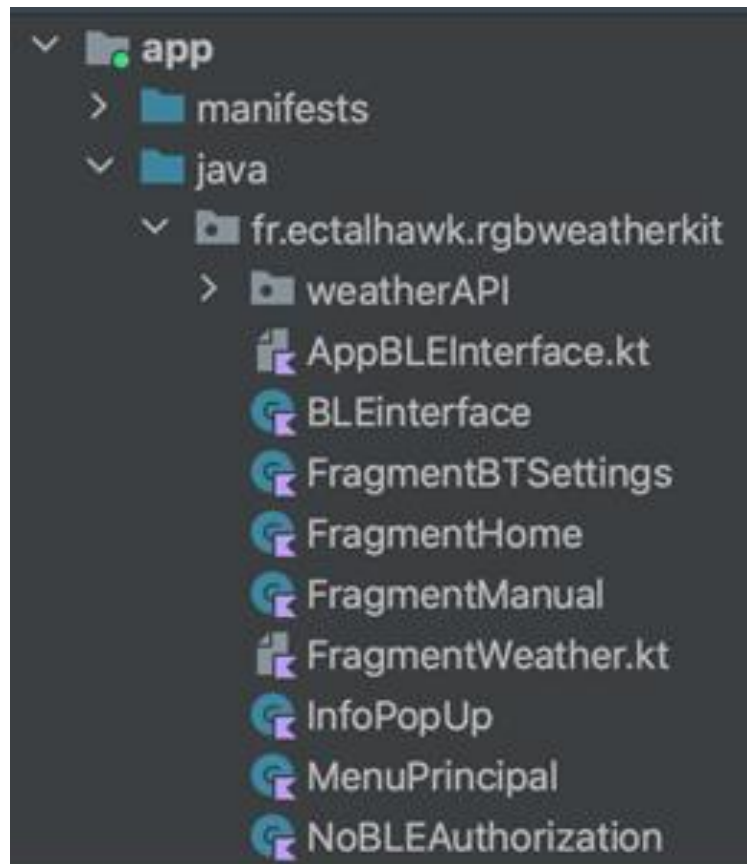 app
manifests
java
fr.ectalhawk.rgbweatherkit
weatherAPI
AppBLEInterface.kt
BLEinterface
FragmentBTSettings
FragmentHome
FragmentManual
FragmentWeather.kt
InfoPopUp
MenuPrincipal
NoBLEAuthorization